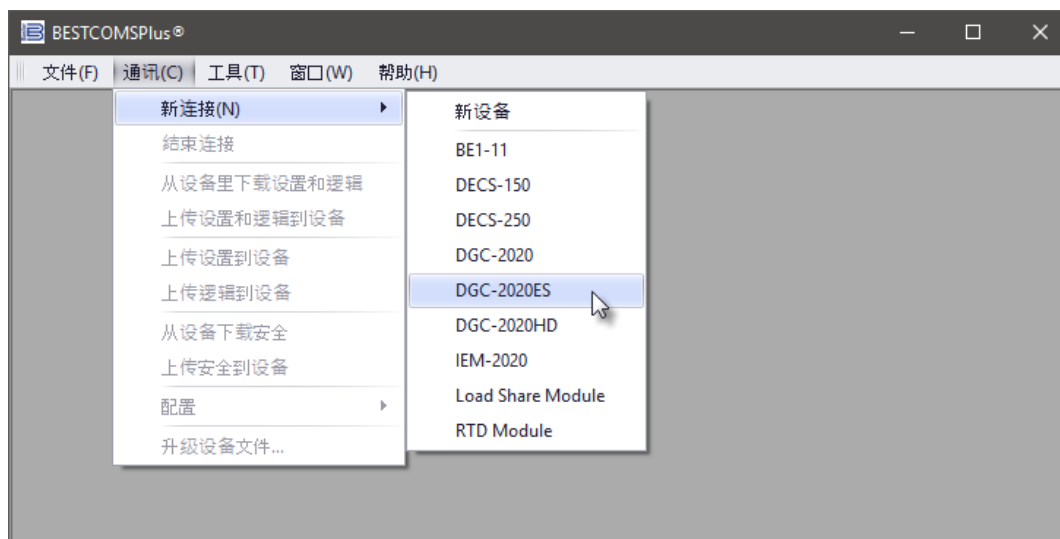 BESTCOMSPlus®
文件(F) 通讯(C) 工具(T) 窗口(W) 帮助(H)
新连接(N)
结束连接
从设备里下载设置和逻辑
上传设置和逻辑到设备
上传设置到设备
上传逻辑到设备
从设备下载安全
上传安全到设备
配置
升级设备文件...
新设备
BE1-11
DECS-150
DECS-250
DGC-2020
DGC-2020ES
DGC-2020HD
IEM-2020
Load Share Module
RTD Module